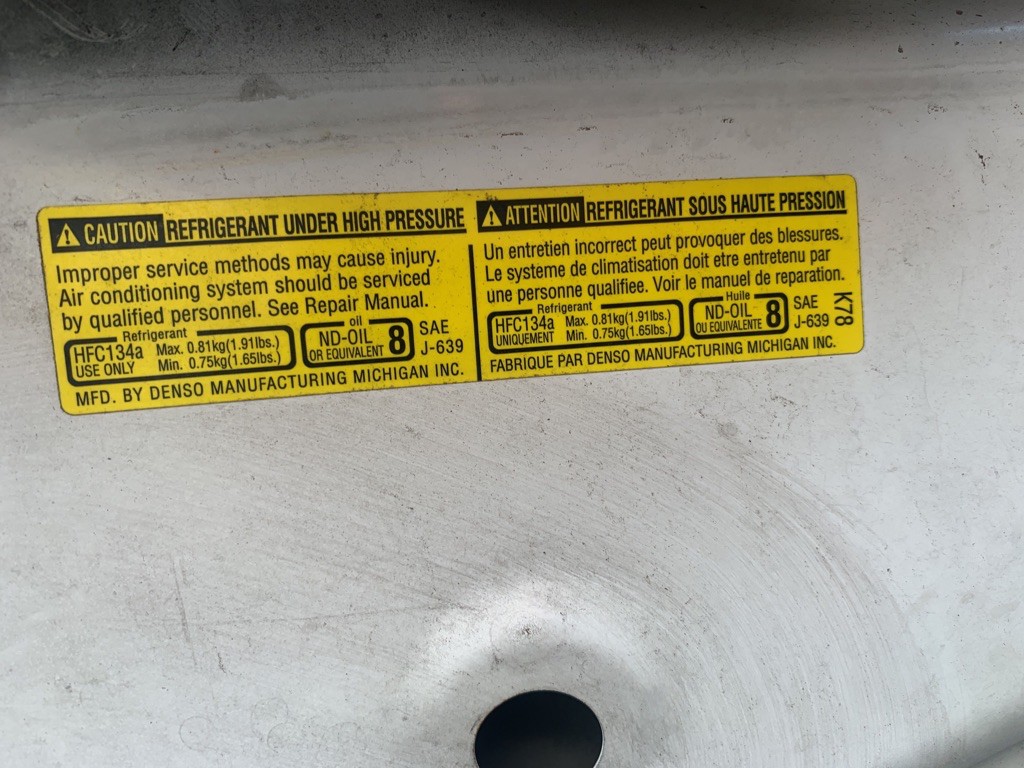 CAUTION REFRIGERANT UNDER HIGH PRESSURE
Improper service methods may cause injury.
Air conditioning system should be serviced
by qualified personnel. See Repair Manual.
Refrigerant
HFC134a Max. 0.81kg(1.91lbs.)
USE ONLY Min. 0.75kg(1.65lbs.)
oil
ND-OIL 8
OR EQUIVALENT
SAE
J-639
MFD. BY DENSO MANUFACTURING MICHIGAN INC.
ATTENTION REFRIGERANT SOUS HAUTE PRESSION
Un entretien incorrect peut provoquer des blessures.
Le systeme de climatisation doit etre entretenu par
une personne qualifiee. Voir le manuel de reparation.
Refrigerant
HFC134a Max. 0.81kg(1.91lbs.)
UNIQUEMENT Min. 0.75kg(1.65lbs.)
Huile
ND-OIL 8
OU EQUIVALENTE
SAE
J-639
FABRIQUE PAR DENSO MANUFACTURING MICHIGAN INC.
K78